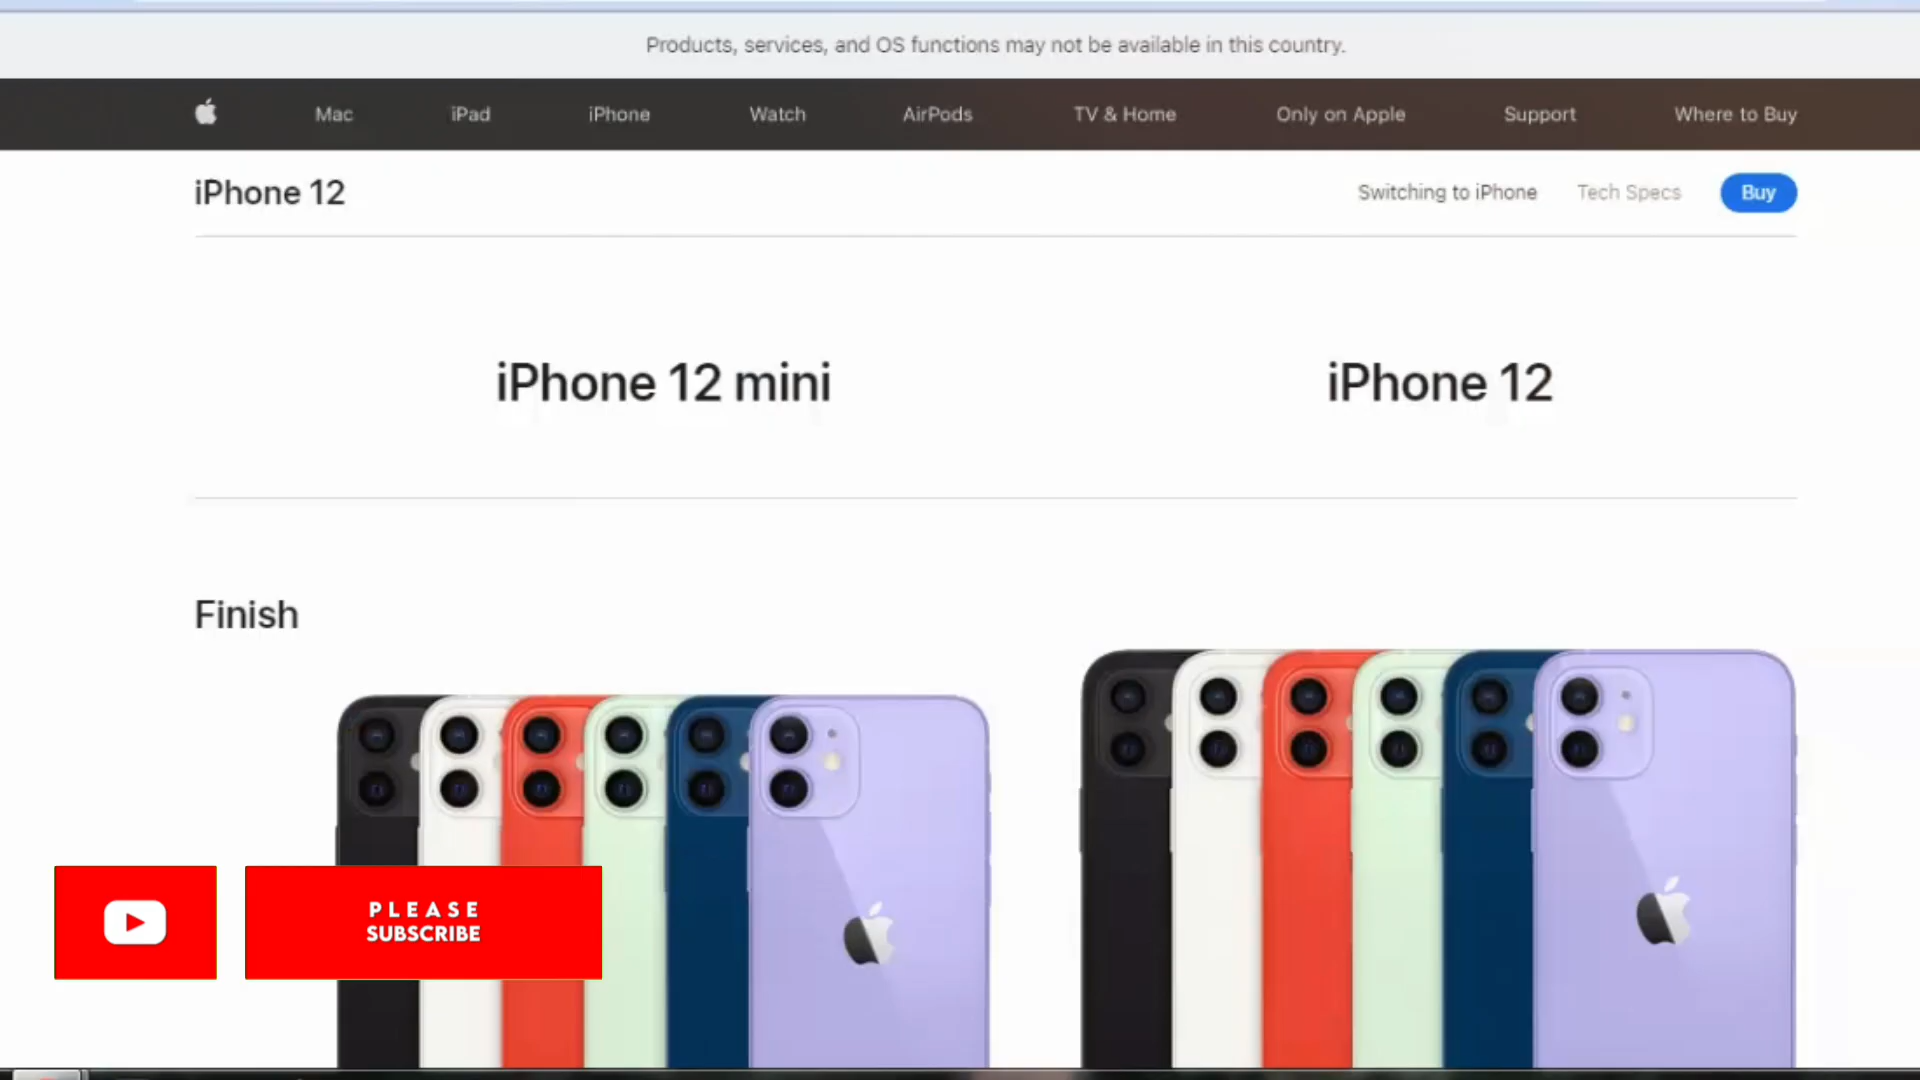 Products, services, and OS functions may not be available in this country.
Mac iPad iPhone Watch AirPods TV & Home Only on Apple Support Where to Buy
iPhone 12 Switching to iPhone Tech Specs Buy
iPhone 12 mini iPhone 12
Finish
PLEASE
SUBSCRIBE